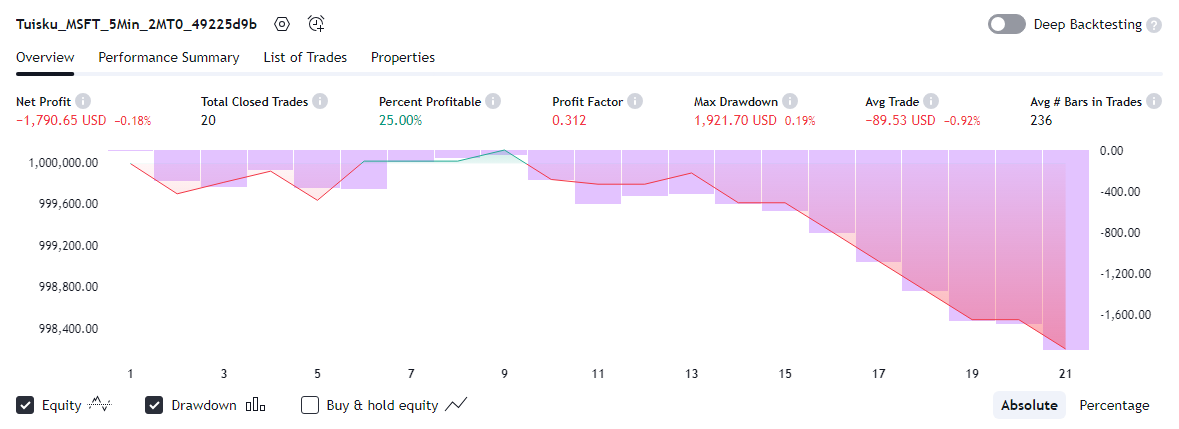 Tuisku_MSFT_5Min_2MT0_49225d9b Deep Backtesting ?
Overview Performance Summary List of Trades Properties
Net Profit i Total Closed Trades i Percent Profitable i Profit Factor i Max Drawdown i Avg Trade i Avg # Bars in Trades i
−1,790.65 USD −0.18% 20 25.00% 0.312 1,921.70 USD 0.19% −89.53 USD −0.92% 236
1,000,000.00 0.00
999,600.00 -400.00
999,200.00 -800.00
998,800.00 -1,200.00
998,400.00 -1,600.00
1 3 5 7 9 11 13 15 17 19 21
Equity Drawdown Buy & hold equity Absolute Percentage